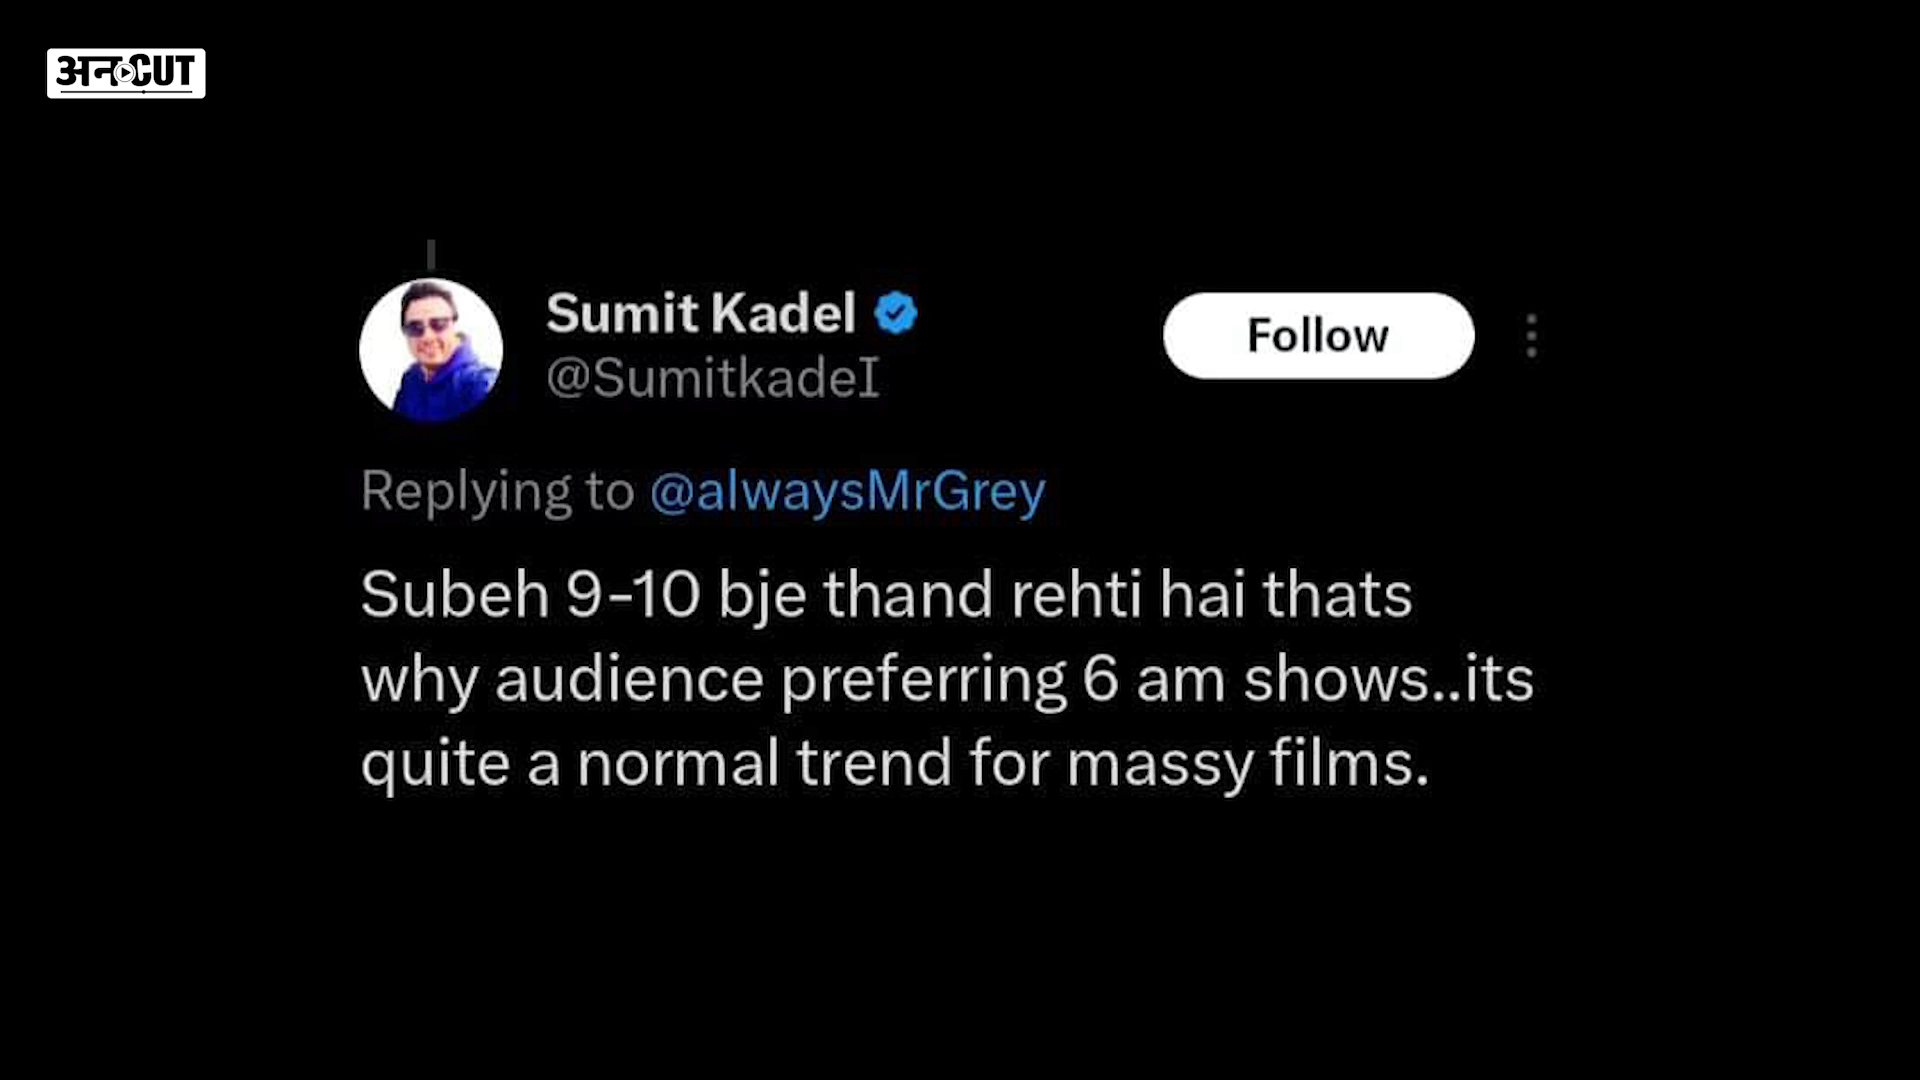 अनCUT
Sumit Kadel
@SumitkadeI
Follow
Replying to @alwaysMrGrey
Subeh 9-10 bje thand rehti hai thats
why audience preferring 6 am shows..its
quite a normal trend for massy films.